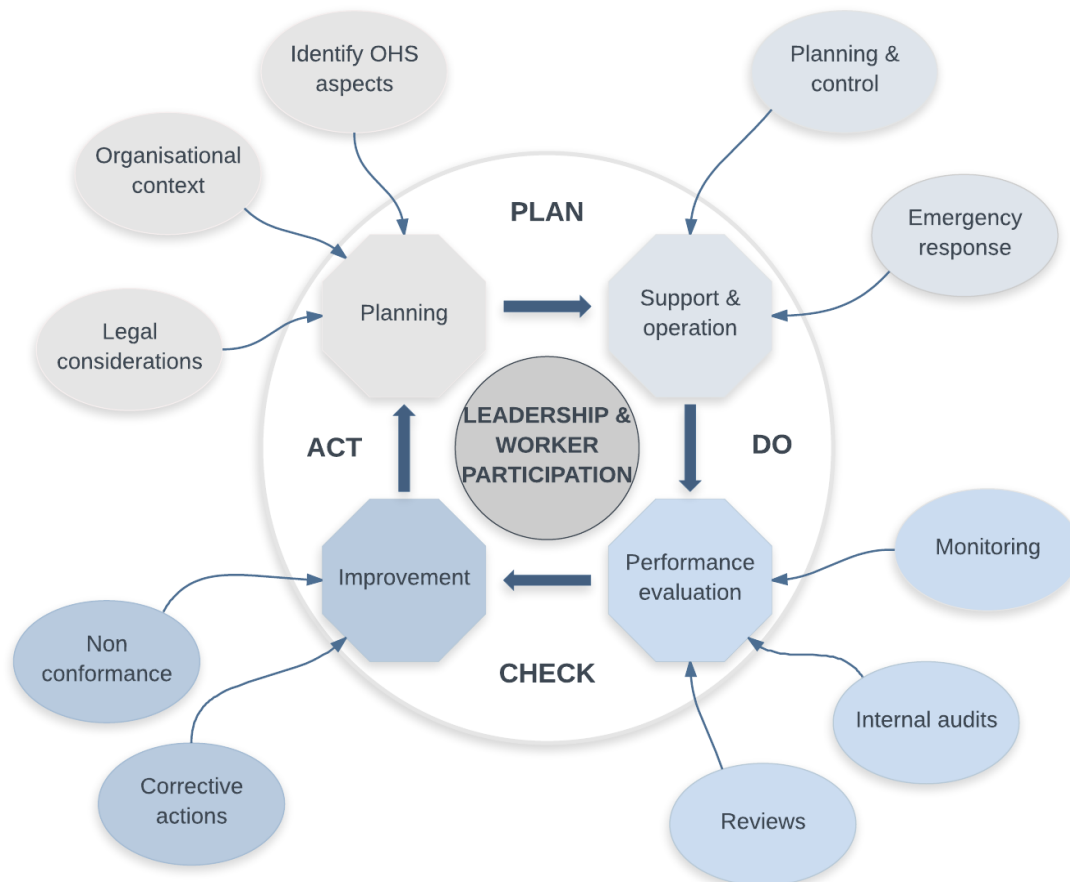 Identify OHS
aspects
Planning &
control
Organisational
context
Emergency
response
PLAN
Planning
Support &
operation
Legal
considerations
LEADERSHIP &
WORKER
PARTICIPATION
ACT
DO
Monitoring
Improvement
Performance
evaluation
Non
conformance
CHECK
Internal audits
Corrective
actions
Reviews